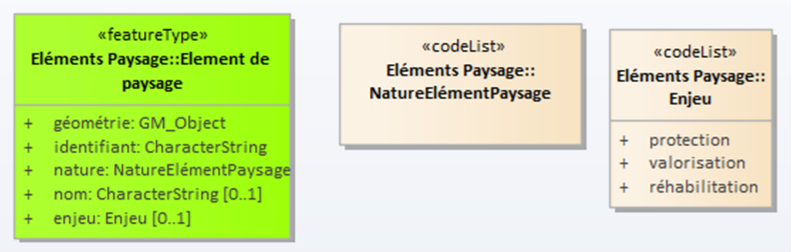 «featureType»
Eléments Paysage::Element de
paysage
+ géométrie: GM_Object
+ identifiant: CharacterString
+ nature: NatureElémentPaysage
+ nom: CharacterString [0..1]
+ enjeu: Enjeu [0..1]
«codeList»
Eléments Paysage::
NatureElémentPaysage
«codeList»
Eléments Paysage::
Enjeu
+ protection
+ valorisation
+ réhabilitation